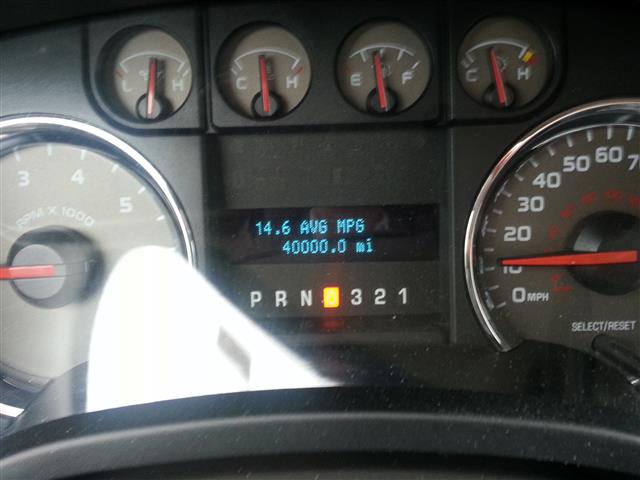 L H
C H
E F
C H
3 4 5
RPM X 1000
14.6 AVG MPG
40000.0 mi
P R N D 3 2 1
70
60
50
40
30
20
10
0 MPH
SELECT/RESET